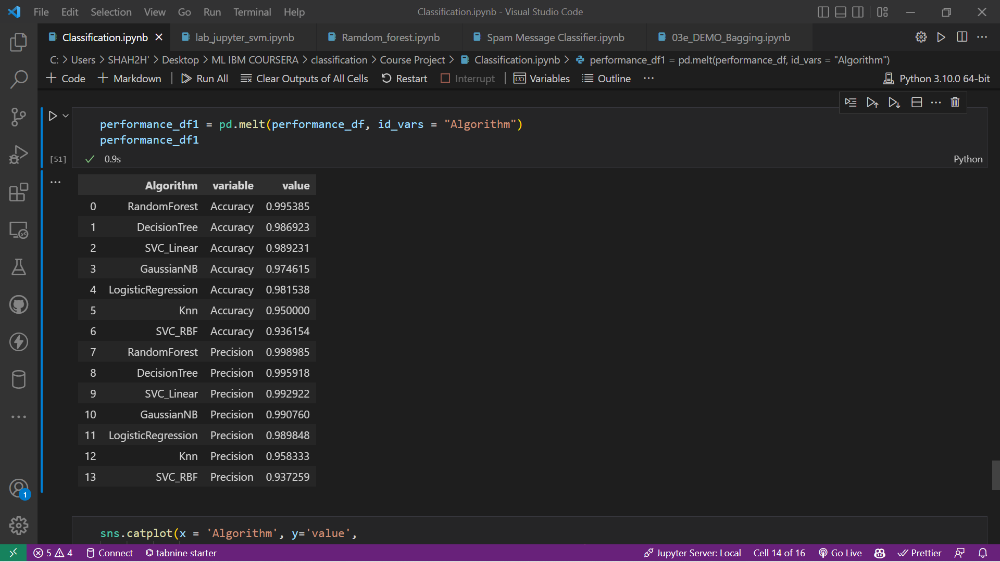 File Edit Selection View Go Run Terminal Help Classification.ipynb - Visual Studio Code
Classification.ipynb lab_jupyter_svm.ipynb Ramdom_forest.ipynb Spam Message Classifier.ipynb 03e_DEMO_Bagging.ipynb
C: > Users > SHAH2H' > Desktop > ML IBM COURSERA > classification > Course Project > Classification.ipynb > performance_df1 = pd.melt(performance_df, id_vars = "Algorithm")
+ Code + Markdown | Run All Clear Outputs of All Cells Restart Interrupt | Variables Outline ··· Python 3.10.0 64-bit
performance_df1 = pd.melt(performance_df, id_vars = "Algorithm")
performance_df1
[51] ✓ 0.9s Python
Algorithm variable value
0 RandomForest Accuracy 0.995385
1 DecisionTree Accuracy 0.986923
2 SVC_Linear Accuracy 0.989231
3 GaussianNB Accuracy 0.974615
4 LogisticRegression Accuracy 0.981538
5 Knn Accuracy 0.950000
6 SVC_RBF Accuracy 0.936154
7 RandomForest Precision 0.998985
8 DecisionTree Precision 0.995918
9 SVC_Linear Precision 0.992922
10 GaussianNB Precision 0.990760
11 LogisticRegression Precision 0.989848
12 Knn Precision 0.958333
13 SVC_RBF Precision 0.937259
1
sns.catplot(x = 'Algorithm', y='value',
5 4 Connect tabnine starter Jupyter Server: Local Cell 14 of 16 Go Live Prettier